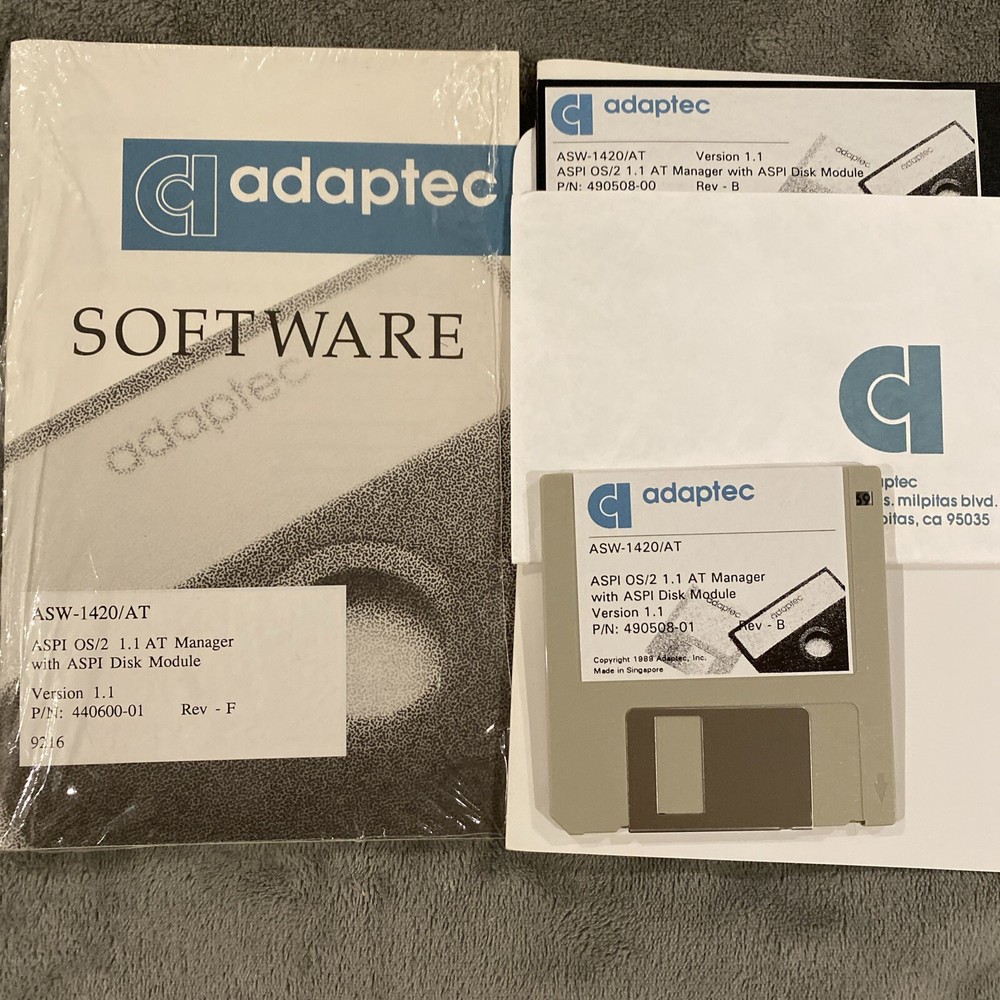 adaptec
SOFTWARE
adaptec
ASW-1420/AT
ASPI OS/2 1.1 AT Manager
with ASPI Disk Module
Version 1.1
P/N: 440600-01 Rev - F
9216
adaptec
ASW-1420/AT Version 1.1
ASPI OS/2 1.1 AT Manager with ASPI Disk Module
P/N: 490508-00 Rev - B
adaptec
adaptec
ptec
s. milpitas blvd.
pitas, ca 95035
59
adaptec
ASW-1420/AT
ASPI OS/2 1.1 AT Manager
with ASPI Disk Module
Version 1.1
P/N: 490508-01 Rev - B
adaptec
adaptec
Copyright 1989 Adaptec, Inc.
Made in Singapore